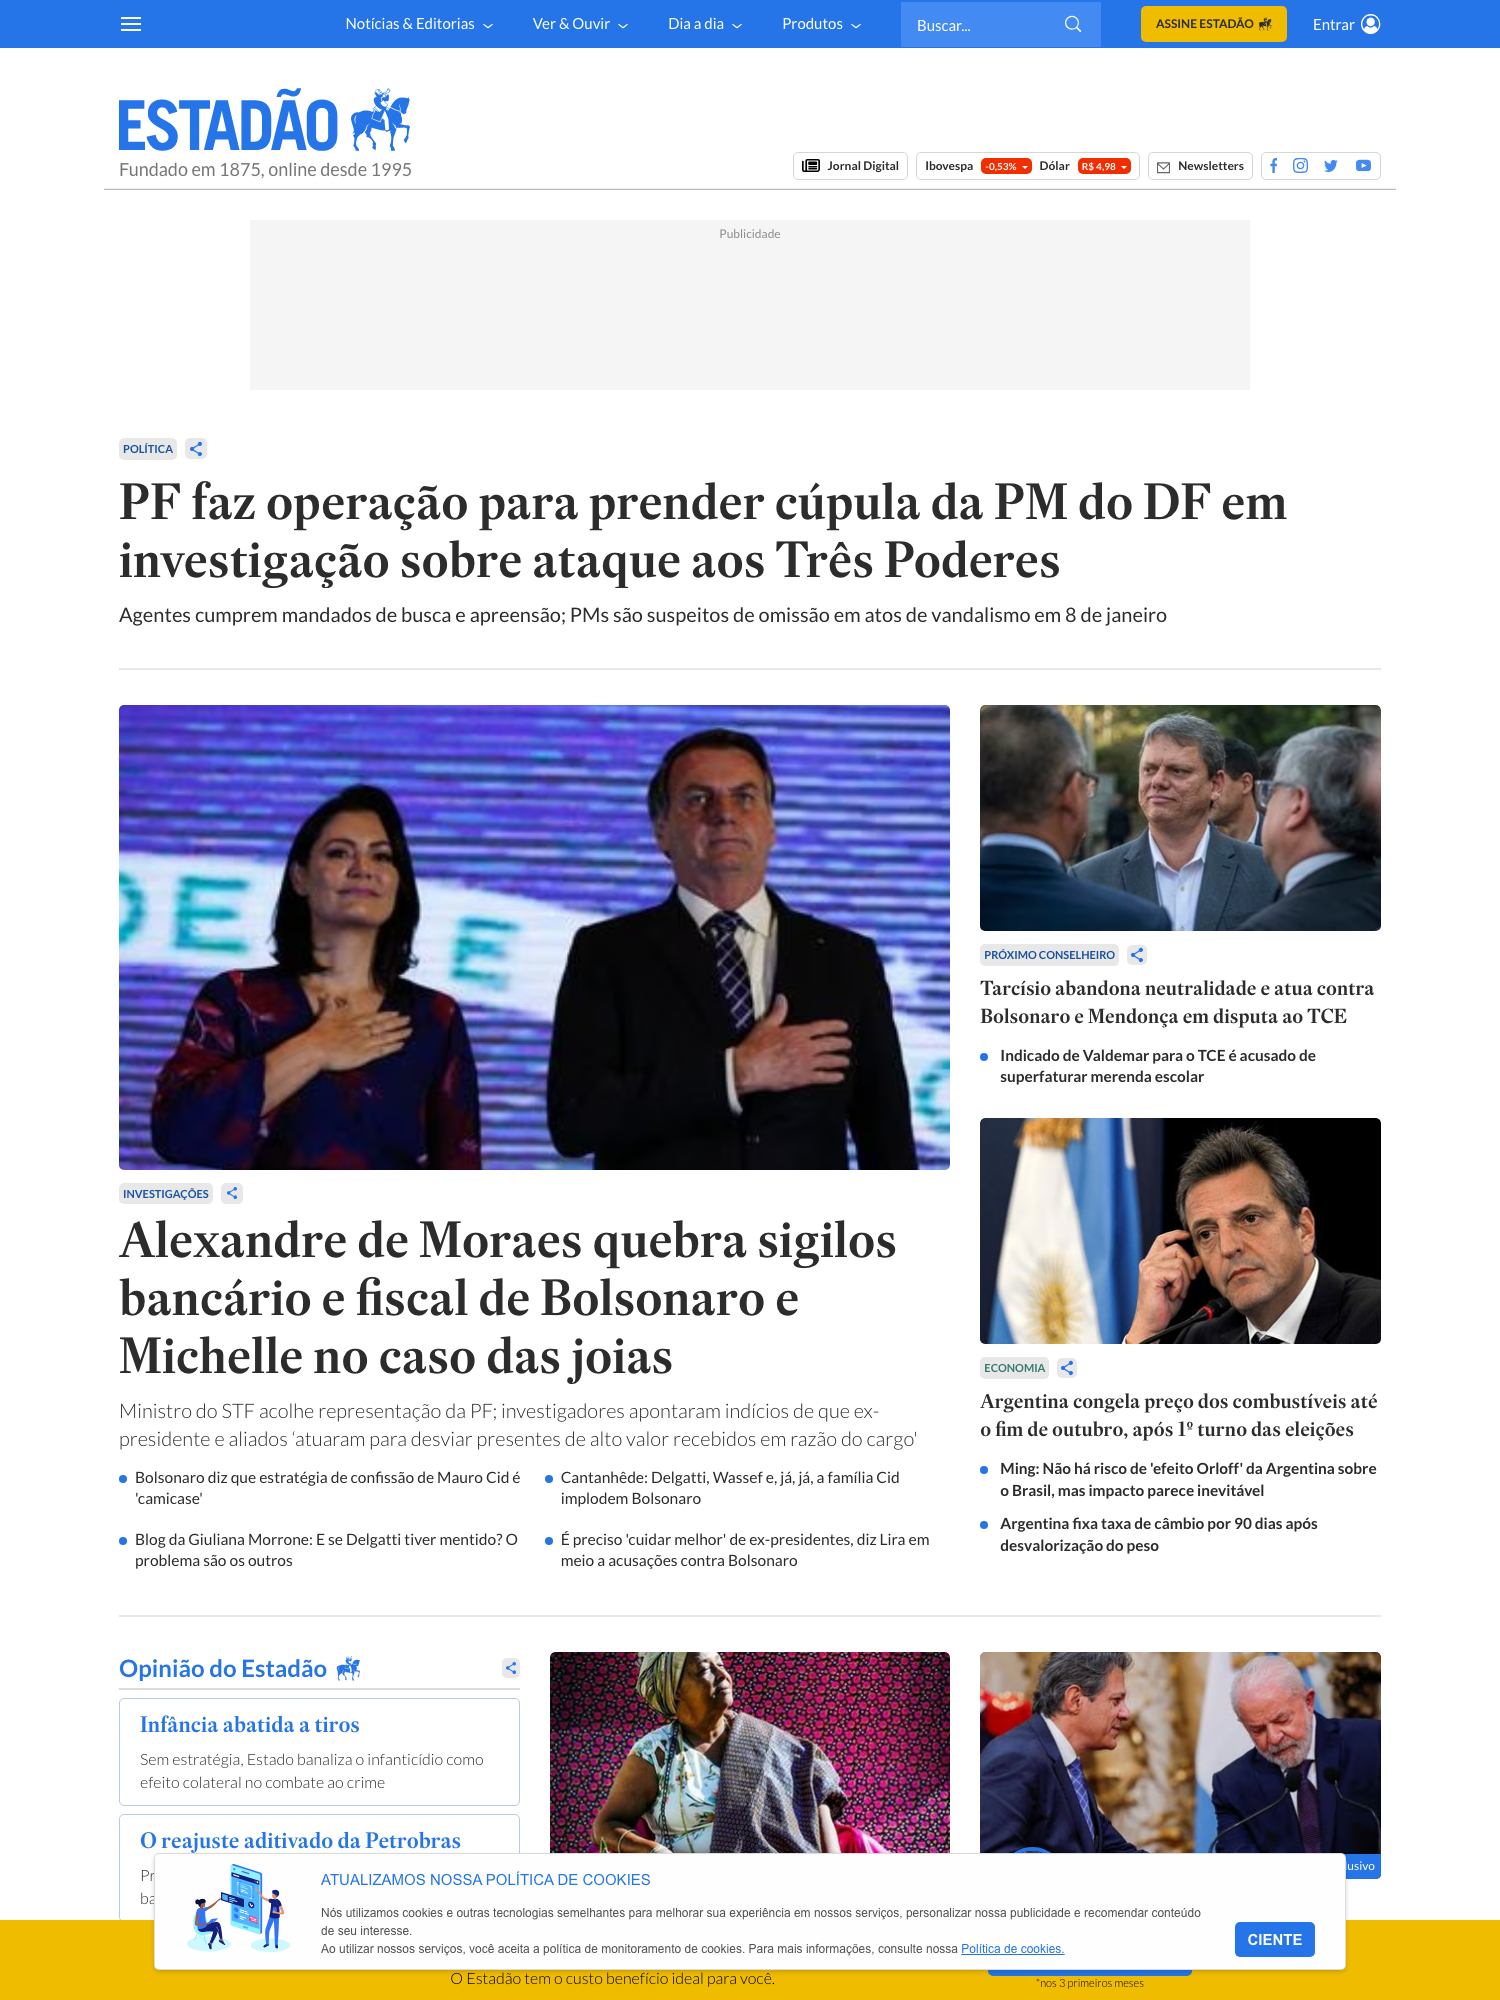 Notícias & Editorias
Ver & Ouvir
Dia a dia
Produtos
Buscar...
ASSINE ESTADÃO
Entrar
ESTADÃO
Fundado em 1875, online desde 1995
Jornal Digital
Ibovespa -0,53% Dólar R$ 4,98
Newsletters
Publicidade
POLÍTICA
PF faz operação para prender cúpula da PM do DF em
investigação sobre ataque aos Três Poderes
Agentes cumprem mandados de busca e apreensão; PMs são suspeitos de omissão em atos de vandalismo em 8 de janeiro
INVESTIGAÇÕES
Alexandre de Moraes quebra sigilos
bancário e fiscal de Bolsonaro e
Michelle no caso das joias
Ministro do STF acolhe representação da PF; investigadores apontaram indícios de que ex-
presidente e aliados ‘atuaram para desviar presentes de alto valor recebidos em razão do cargo'
Bolsonaro diz que estratégia de confissão de Mauro Cid é
'camicase'
Cantanhêde: Delgatti, Wassef e, já, já, a família Cid
implodem Bolsonaro
Blog da Giuliana Morrone: E se Delgatti tiver mentido? O
problema são os outros
É preciso 'cuidar melhor' de ex-presidentes, diz Lira em
meio a acusações contra Bolsonaro
PRÓXIMO CONSELHEIRO
Tarcísio abandona neutralidade e atua contra
Bolsonaro e Mendonça em disputa ao TCE
Indicado de Valdemar para o TCE é acusado de
superfaturar merenda escolar
ECONOMIA
Argentina congela preço dos combustíveis até
o fim de outubro, após 1º turno das eleições
Ming: Não há risco de 'efeito Orloff' da Argentina sobre
o Brasil, mas impacto parece inevitável
Argentina fixa taxa de câmbio por 90 dias após
desvalorização do peso
Opinião do Estadão
Infância abatida a tiros
Sem estratégia, Estado banaliza o infanticídio como
efeito colateral no combate ao crime
O reajuste aditivado da Petrobras
Pr
ba
lusivo
ATUALIZAMOS NOSSA POLÍTICA DE COOKIES
Nós utilizamos cookies e outras tecnologias semelhantes para melhorar sua experiência em nossos serviços, personalizar nossa publicidade e recomendar conteúdo
de seu interesse.
Ao utilizar nossos serviços, você aceita a política de monitoramento de cookies. Para mais informações, consulte nossa Política de cookies.
CIENTE
O Estadão tem o custo benefício ideal para você.
*nos 3 primeiros meses